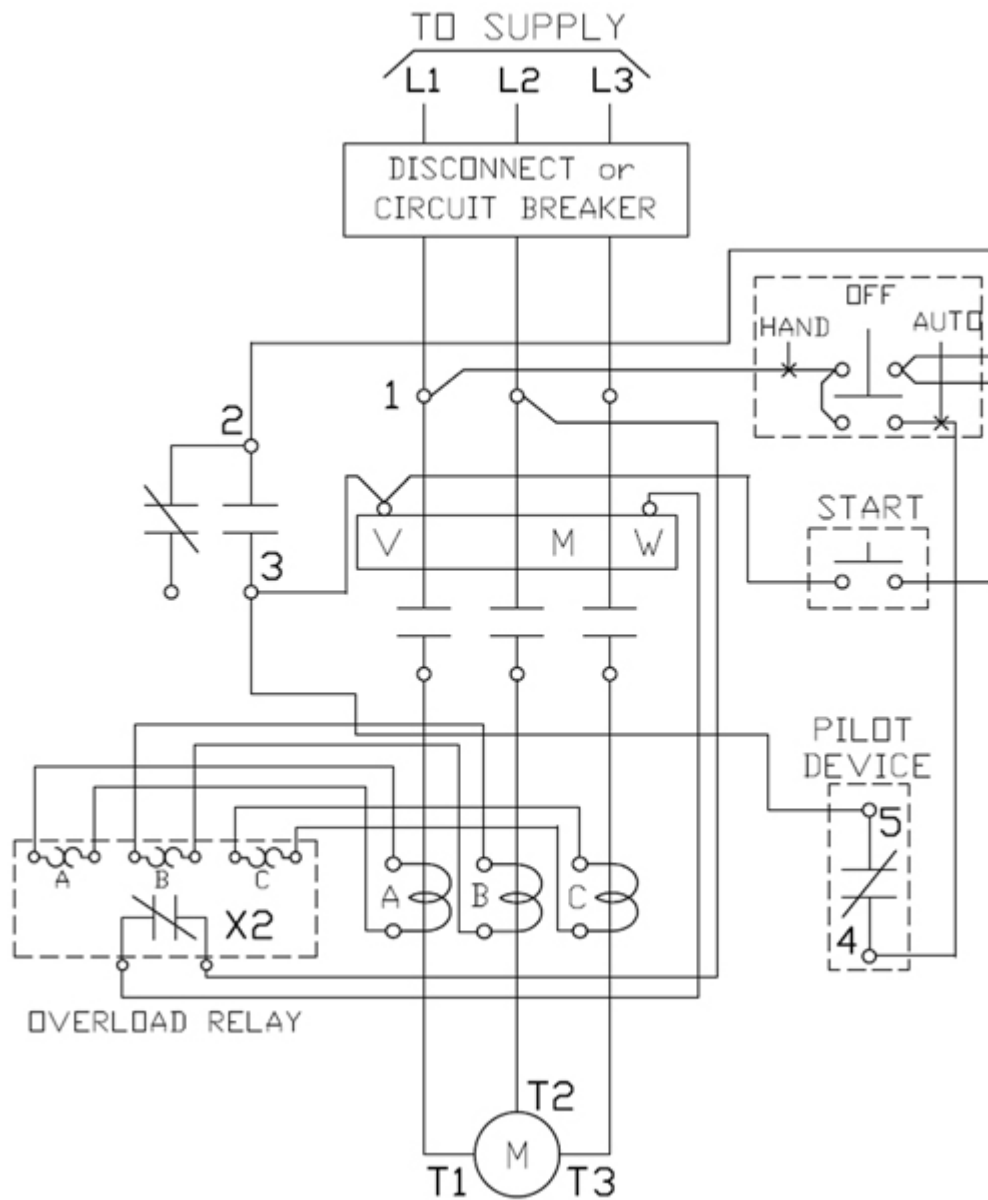 TO SUPPLY
L1 L2 L3
DISCONNECT or
CIRCUIT BREAKER
OFF
HAND
AUTO
1
2
START
V M W
3
PILOT
DEVICE
5
A B C
A B C
X2
4
OVERLOAD RELAY
T2
M
T1 T3